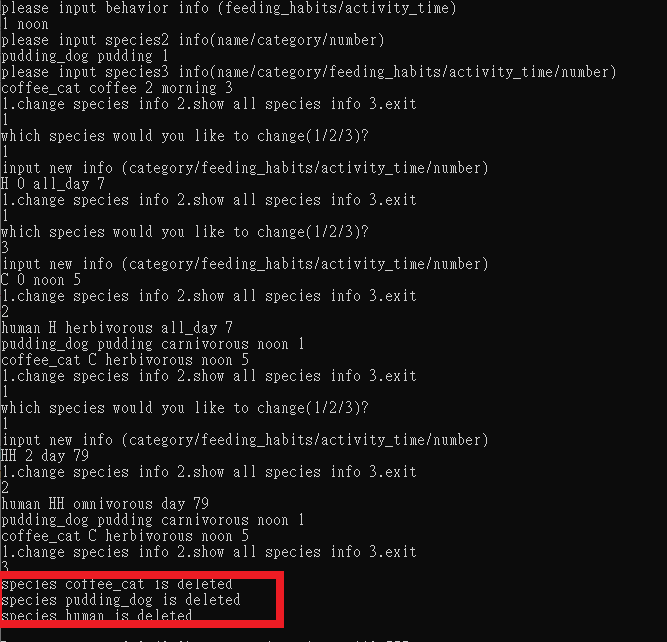 please input behavior info (feeding_habits/activity_time)
1 noon
please input species2 info(name/category/number)
pudding_dog pudding 1
please input species3 info(name/category/feeding_habits/activity_time/number)
coffee_cat coffee 2 morning 3
1.change species info 2.show all species info 3.exit
1
which species would you like to change(1/2/3)?
1
input new info (category/feeding_habits/activity_time/number)
H 0 all_day 7
1.change species info 2.show all species info 3.exit
1
which species would you like to change(1/2/3)?
3
input new info (category/feeding_habits/activity_time/number)
C 0 noon 5
1.change species info 2.show all species info 3.exit
2
human H herbivorous all_day 7
pudding_dog pudding carnivorous noon 1
coffee_cat C herbivorous noon 5
1.change species info 2.show all species info 3.exit
1
which species would you like to change(1/2/3)?
1
input new info (category/feeding_habits/activity_time/number)
HH 2 day 79
1.change species info 2.show all species info 3.exit
2
human HH omnivorous day 79
pudding_dog pudding carnivorous noon 1
coffee_cat C herbivorous noon 5
1.change species info 2.show all species info 3.exit
3
species coffee_cat is deleted
species pudding_dog is deleted
species human is deleted